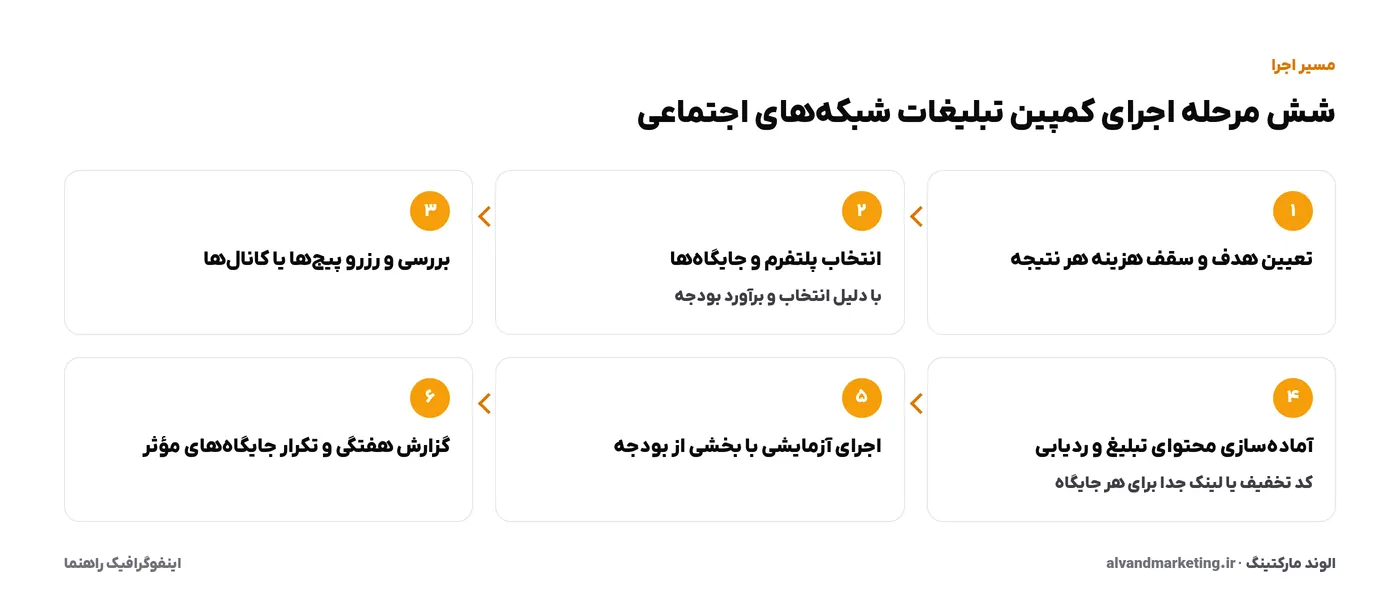 مسیر اجرا
شش مرحله اجرای کمپین تبلیغات شبکه‌های اجتماعی
۱
تعیین هدف و سقف هزینه هر نتیجه
۲
انتخاب پلتفرم و جایگاه‌ها
با دلیل انتخاب و برآورد بودجه
۳
بررسی و رزرو پیج‌ها یا کانال‌ها
۴
آماده‌سازی محتوای تبلیغ و ردیابی
کد تخفیف یا لینک جدا برای هر جایگاه
۵
اجرای آزمایشی با بخشی از بودجه
۶
گزارش هفتگی و تکرار جایگاه‌های مؤثر
الوند مارکتینگ · alvandmarketing.ir
اینفوگرافیک راهنما